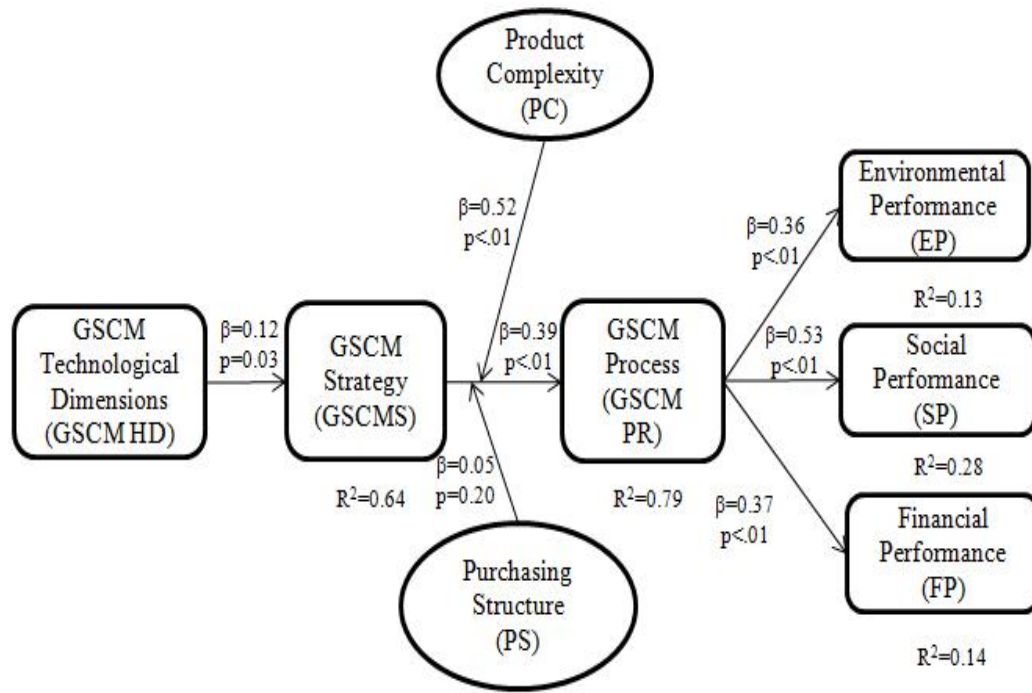 Product
Complexity
(PC)
β=0.52
p<.01
Environmental
Performance
(EP)
β=0.36
p<.01
R²=0.13
GSCM
Technological
Dimensions
(GSCM HD)
β=0.12
p=0.03
GSCM
Strategy
(GSCMS)
R²=0.64
β=0.39
p<.01
GSCM
Process
(GSCM
PR)
R²=0.79
β=0.53
p<.01
Social
Performance
(SP)
R²=0.28
β=0.05
p=0.20
Purchasing
Structure
(PS)
β=0.37
p<.01
Financial
Performance
(FP)
R²=0.14